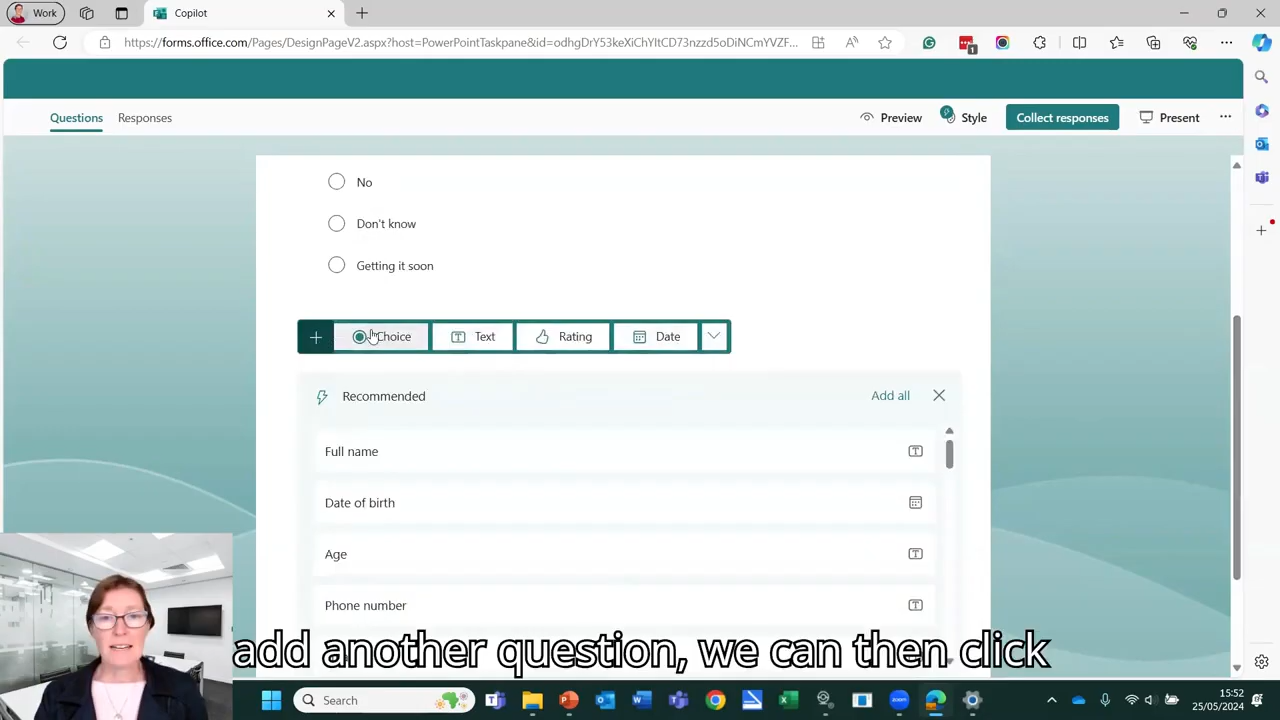 Work
Copilot
https://forms.office.com/Pages/DesignPageV2.aspx?host=PowerPointTaskpane&id=odhgDrY53keXiChYItCD73nzzd5oDiNCmYVZF...
1
Questions
Responses
Preview
Style
Collect responses
Present
No
Don't know
Getting it soon
Choice
Text
Rating
Date
Recommended
Add all
Full name
Date of birth
Age
Phone number
add another question, we can then click
Search
15:52
25/05/2024